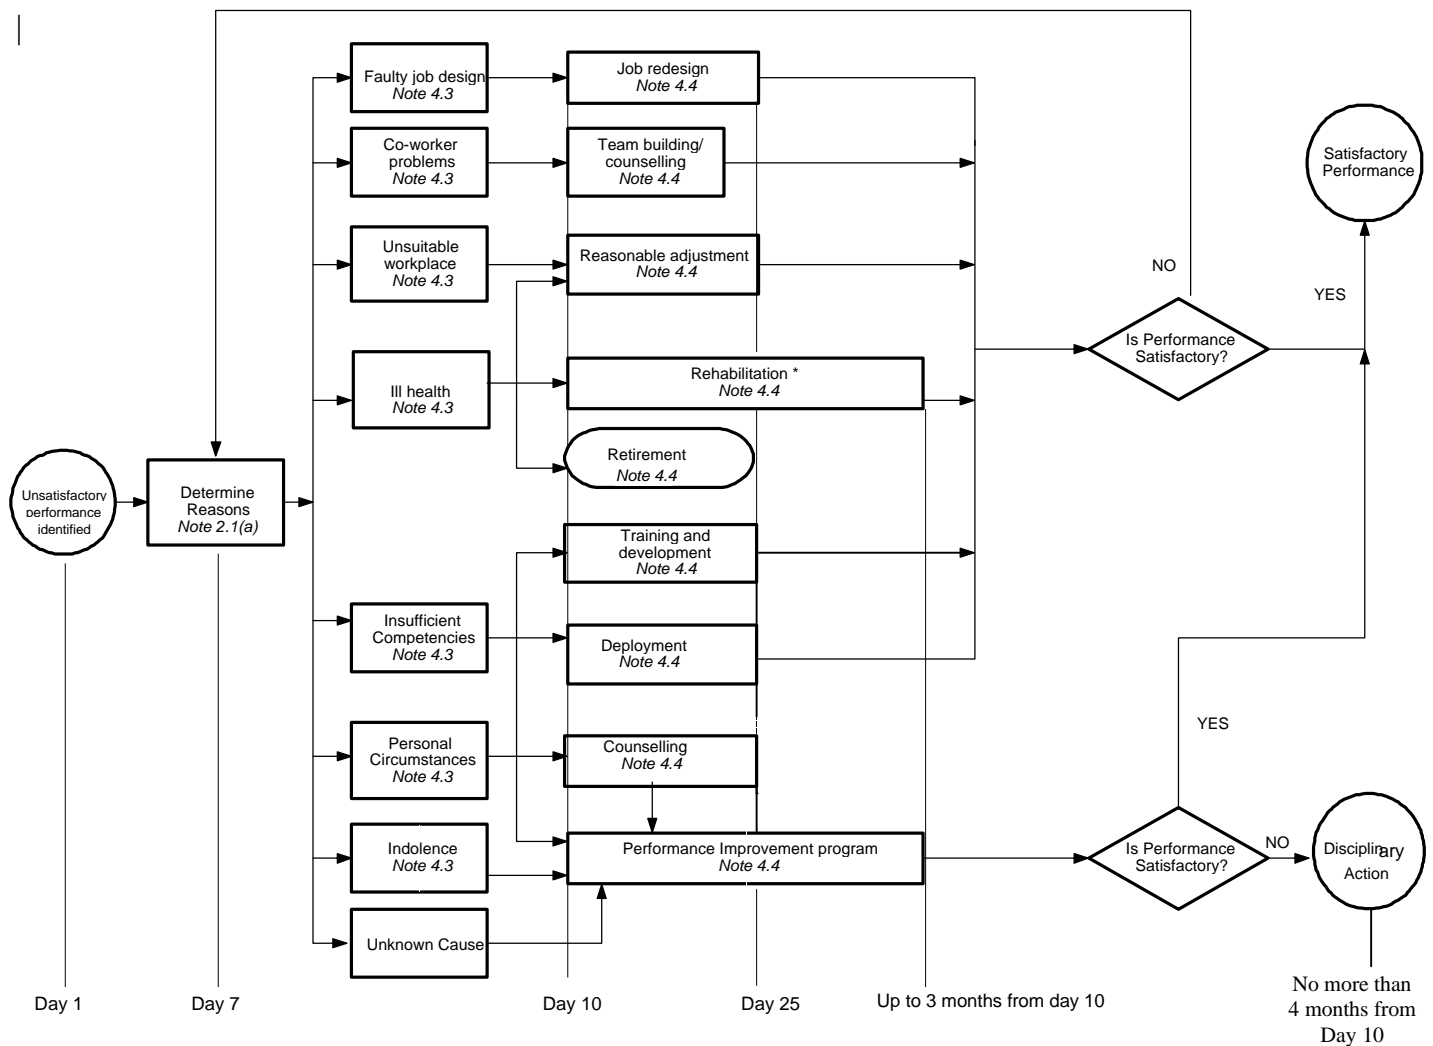 Faulty job design
Note 4.3
Job redesign
Note 4.4
Co-worker
problems
Note 4.3
Team building/
counselling
Note 4.4
Satisfactory
Performance
Unsuitable
workplace
Note 4.3
Reasonable adjustment
Note 4.4
NO
YES
Is Performance
Satisfactory?
Ill health
Note 4.3
Rehabilitation *
Note 4.4
Retirement
Note 4.4
Unsatisfactory
performance
identified
Determine
Reasons
Note 2.1(a)
Training and
development
Note 4.4
Insufficient
Competencies
Note 4.3
Deployment
Note 4.4
Personal
Circumstances
Note 4.3
Counselling
Note 4.4
YES
Indolence
Note 4.3
Performance Improvement program
Note 4.4
Is Performance
Satisfactory?
NO
Disciplinary
Action
Unknown Cause
Day 1
Day 7
Day 10
Day 25
Up to 3 months from day 10
No more than
4 months from
Day 10